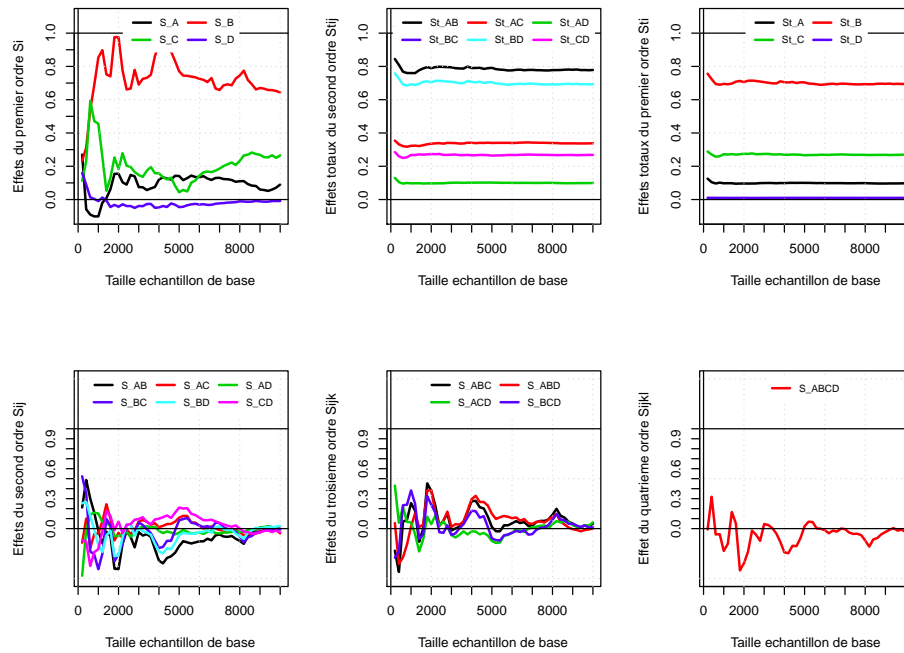 Effets du premier ordre Si
S_A S_B
S_C S_D
0.0 0.2 0.4 0.6 0.8 1.0
0 2000 5000 8000
Taille echantillon de base
Effets totaux du second ordre Stij
St_AB St_AC St_AD
St_BC St_BD St_CD
0.0 0.2 0.4 0.6 0.8 1.0
0 2000 5000 8000
Taille echantillon de base
Effets totaux du premier ordre Sti
St_A St_B
St_C St_D
0.0 0.2 0.4 0.6 0.8 1.0
0 2000 5000 8000
Taille echantillon de base
Effets du second ordre Sij
S_AB S_AC S_AD
S_BC S_BD S_CD
0.0 0.3 0.6 0.9
0 2000 5000 8000
Taille echantillon de base
Effets du troisieme ordre Sijk
S_ABC S_ABD
S_ACD S_BCD
0.0 0.3 0.6 0.9
0 2000 5000 8000
Taille echantillon de base
Effet du quatrieme ordre Sijkl
S_ABCD
0.0 0.3 0.6 0.9
0 2000 5000 8000
Taille echantillon de base